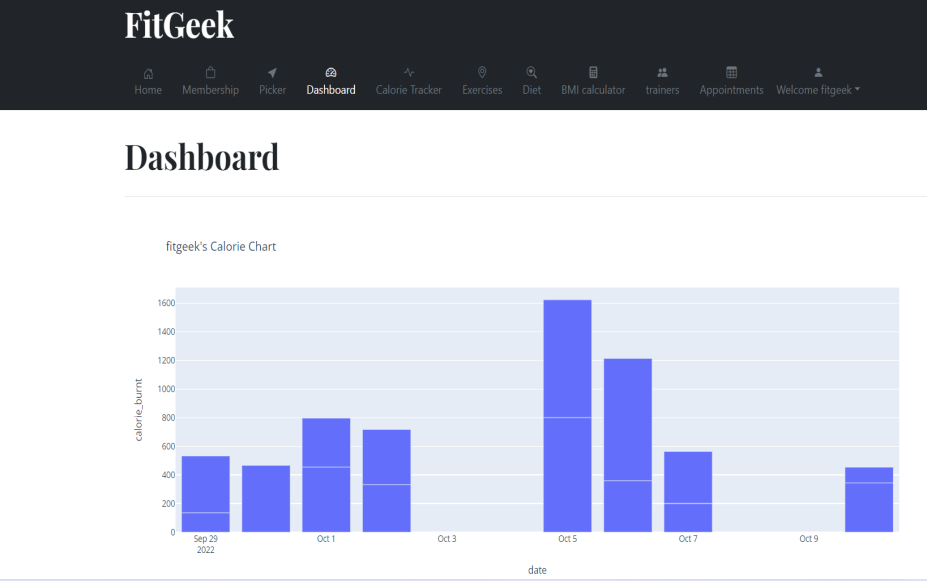 FitGeek
Home Membership Picker Dashboard Calorie Tracker Exercises Diet BMI calculator trainers Appointments Welcome fitgeek
Dashboard
fitgeek's Calorie Chart
1600
1400
1200
1000
800
600
400
200
0
calorie_burnt
Sep 29 Oct 1 Oct 3 Oct 5 Oct 7 Oct 9
2022
date